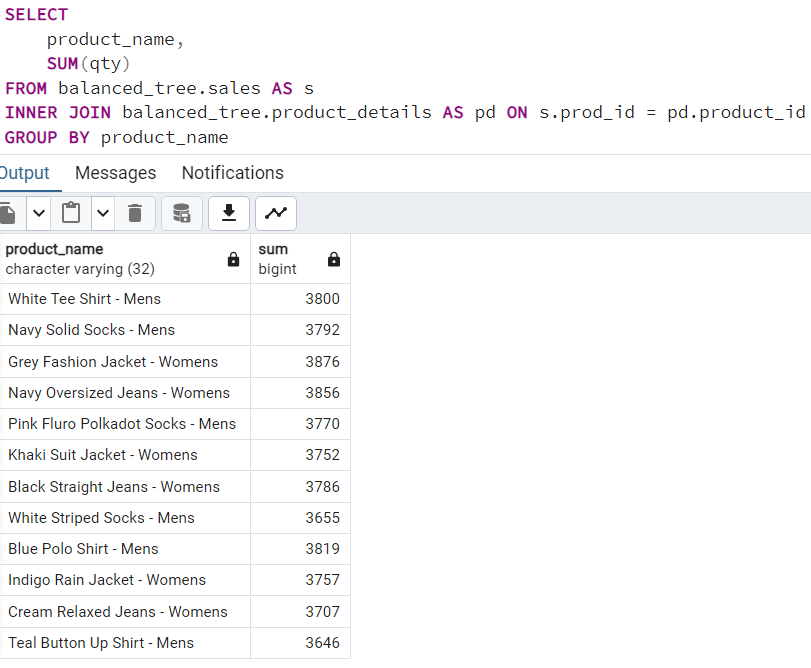 SELECT
product_name,
SUM(qty)
FROM balanced_tree.sales AS s
INNER JOIN balanced_tree.product_details AS pd ON s.prod_id = pd.product_id
GROUP BY product_name
Output Messages Notifications
product_name sum
character varying (32) bigint
White Tee Shirt - Mens 3800
Navy Solid Socks - Mens 3792
Grey Fashion Jacket - Womens 3876
Navy Oversized Jeans - Womens 3856
Pink Fluro Polkadot Socks - Mens 3770
Khaki Suit Jacket - Womens 3752
Black Straight Jeans - Womens 3786
White Striped Socks - Mens 3655
Blue Polo Shirt - Mens 3819
Indigo Rain Jacket - Womens 3757
Cream Relaxed Jeans - Womens 3707
Teal Button Up Shirt - Mens 3646